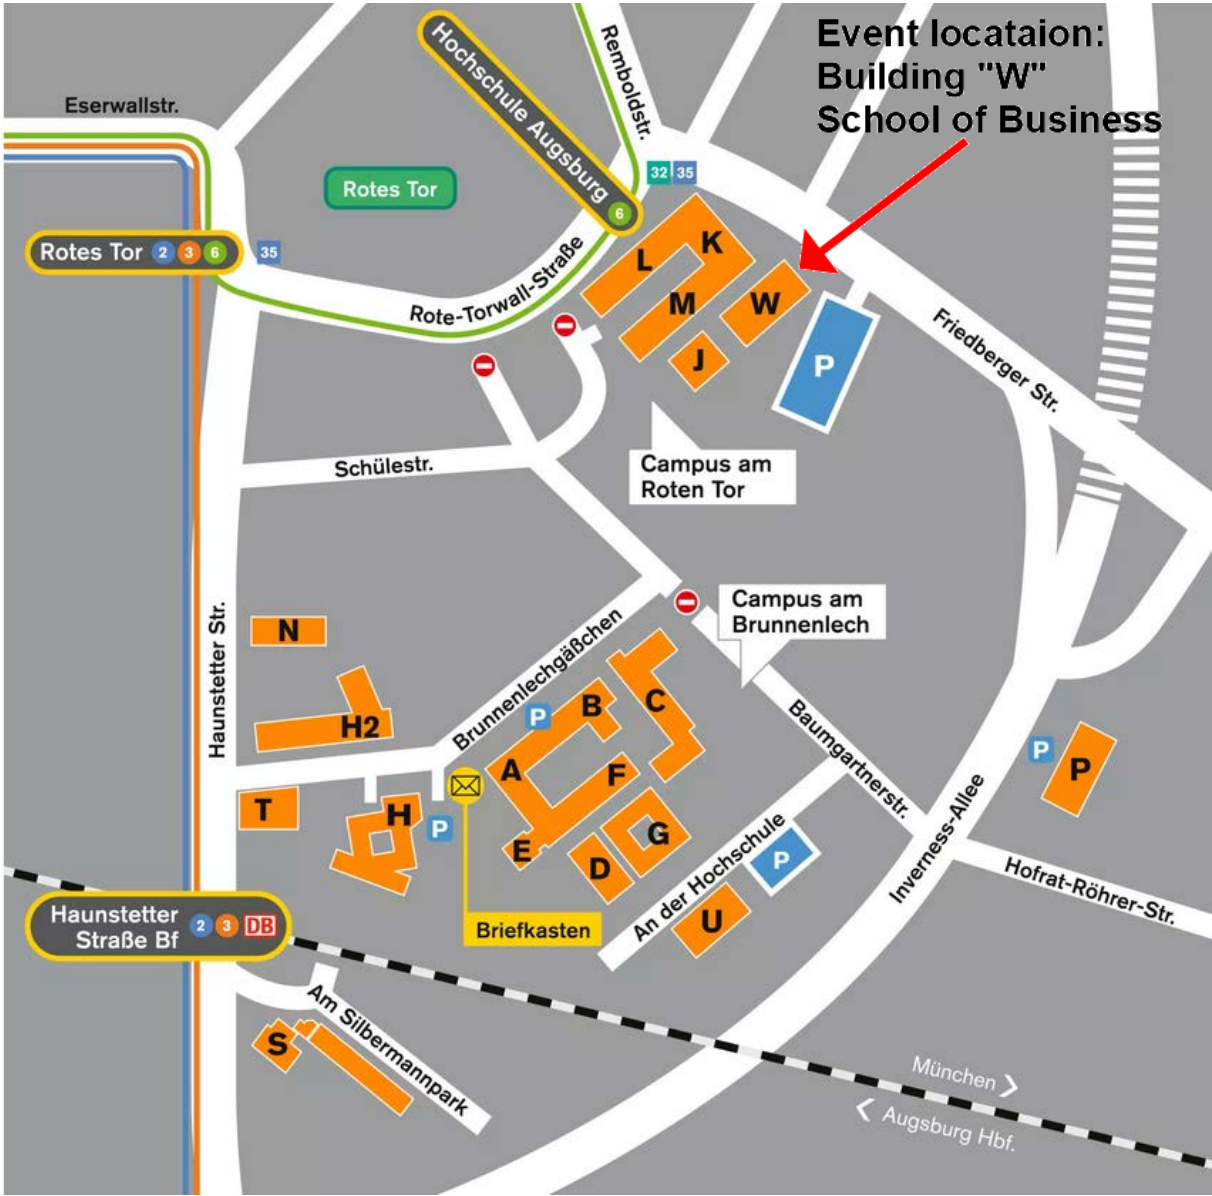 Event locataion:
Building "W"
School of Business
Eserwallstr.
Hochschule Augsburg 6
Remboldstr.
32 35
Rotes Tor
Rotes Tor 2 3 6
35
Rote-Torwall-Straße
L
K
M
W
J
P
Friedberger Str.
Schülestr.
Campus am
Roten Tor
Campus am
Brunnenlech
Haunstetter Str.
N
H2
Brunnenlechgäßchen
P
B
C
A
F
T
H
P
E
D
G
Baumgartnerstr.
P
P
An der Hochschule
P
U
Inverness-Allee
Hofrat-Röhrer-Str.
Haunstetter
Straße Bf 2 3 DB
Briefkasten
Am Silbermannpark
S
München
Augsburg Hbf.